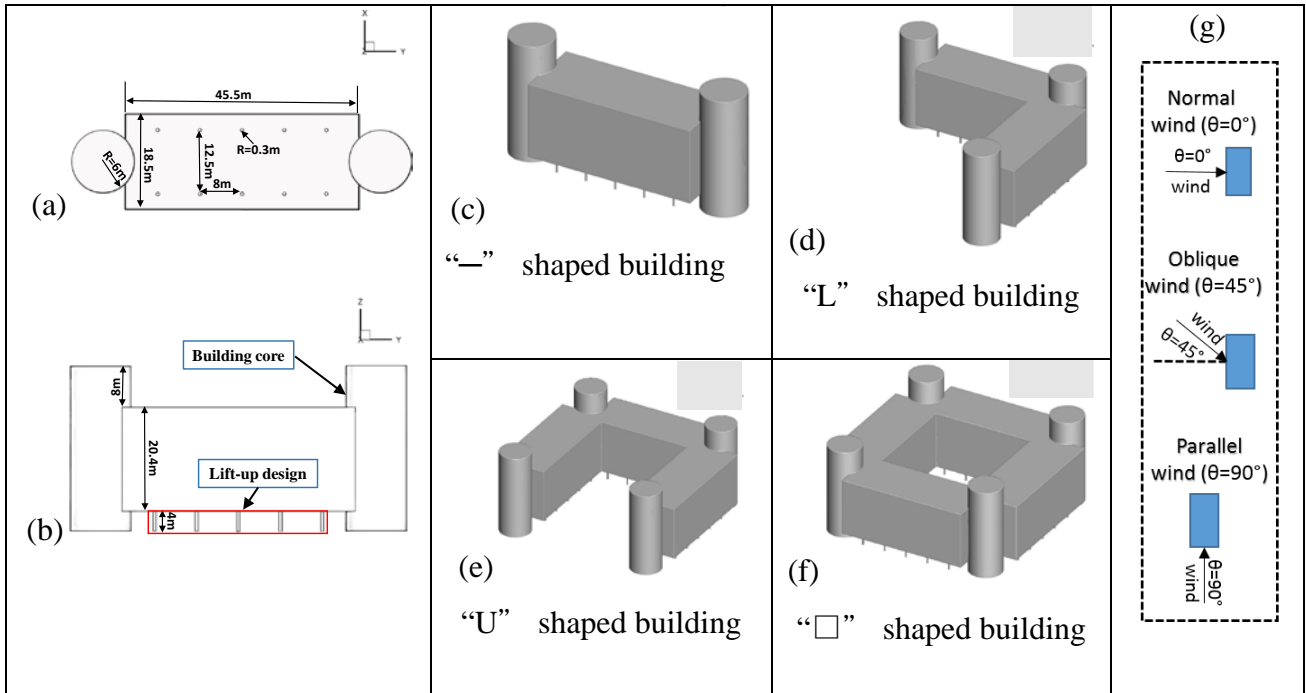 X
Z
Y
45.5m
18.5m
12.5m
R=0.3m
8m
R=6m
(a)
Z
X
Y
Building core
8m
20.4m
Lift-up design
4m
(b)
(c)
“—” shaped building
(d)
“L” shaped building
(e)
“U” shaped building
(f)
“□” shaped building
(g)
Normal
wind (θ=0°)
θ=0°
wind
Oblique
wind (θ=45°)
wind
θ=45°
Parallel
wind (θ=90°)
wind
θ=90°